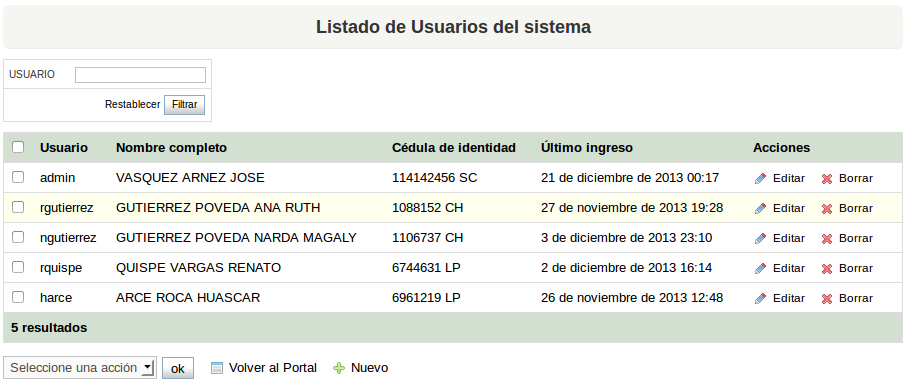 Listado de Usuarios del sistema
USUARIO
Restablecer Filtrar
Usuario Nombre completo Cédula de identidad Último ingreso Acciones
admin VASQUEZ ARNEZ JOSE 114142456 SC 21 de diciembre de 2013 00:17 Editar Borrar
rgutierrez GUTIERREZ POVEDA ANA RUTH 1088152 CH 27 de noviembre de 2013 19:28 Editar Borrar
ngutierrez GUTIERREZ POVEDA NARDA MAGALY 1106737 CH 3 de diciembre de 2013 23:10 Editar Borrar
rquispe QUISPE VARGAS RENATO 6744631 LP 2 de diciembre de 2013 16:14 Editar Borrar
harce ARCE ROCA HUASCAR 6961219 LP 26 de noviembre de 2013 12:48 Editar Borrar
5 resultados
Seleccione una acción ok Volver al Portal Nuevo